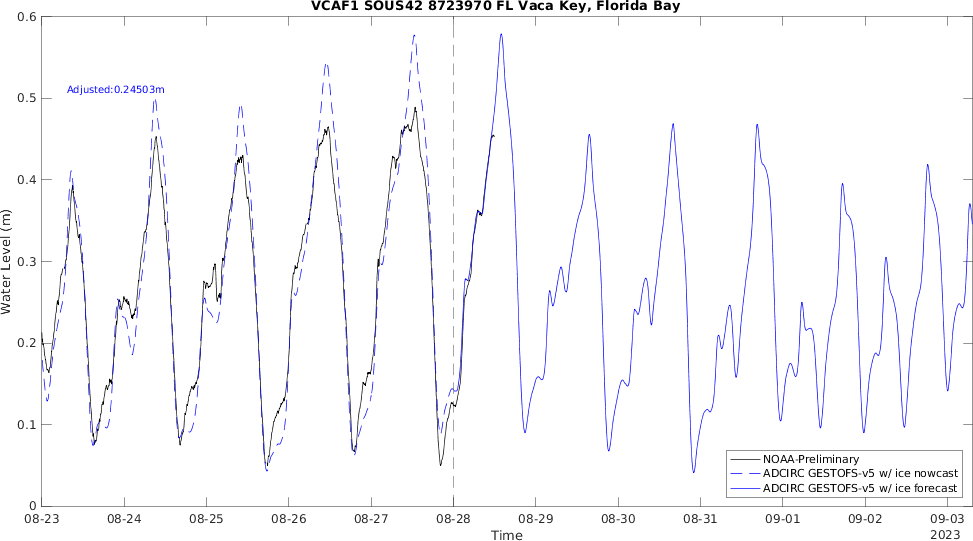 VCAF1 SOUS42 8723970 FL Vaca Key, Florida Bay
0.6
0.5
0.4
0.3
0.2
0.1
0
Water Level (m)
Adjusted:0.24503m
NOAA-Preliminary
ADCIRC GESTOFS-v5 w/ ice nowcast
ADCIRC GESTOFS-v5 w/ ice forecast
08-23 08-24 08-25 08-26 08-27 08-28 08-29 08-30 08-31 09-01 09-02 09-03
2023
Time